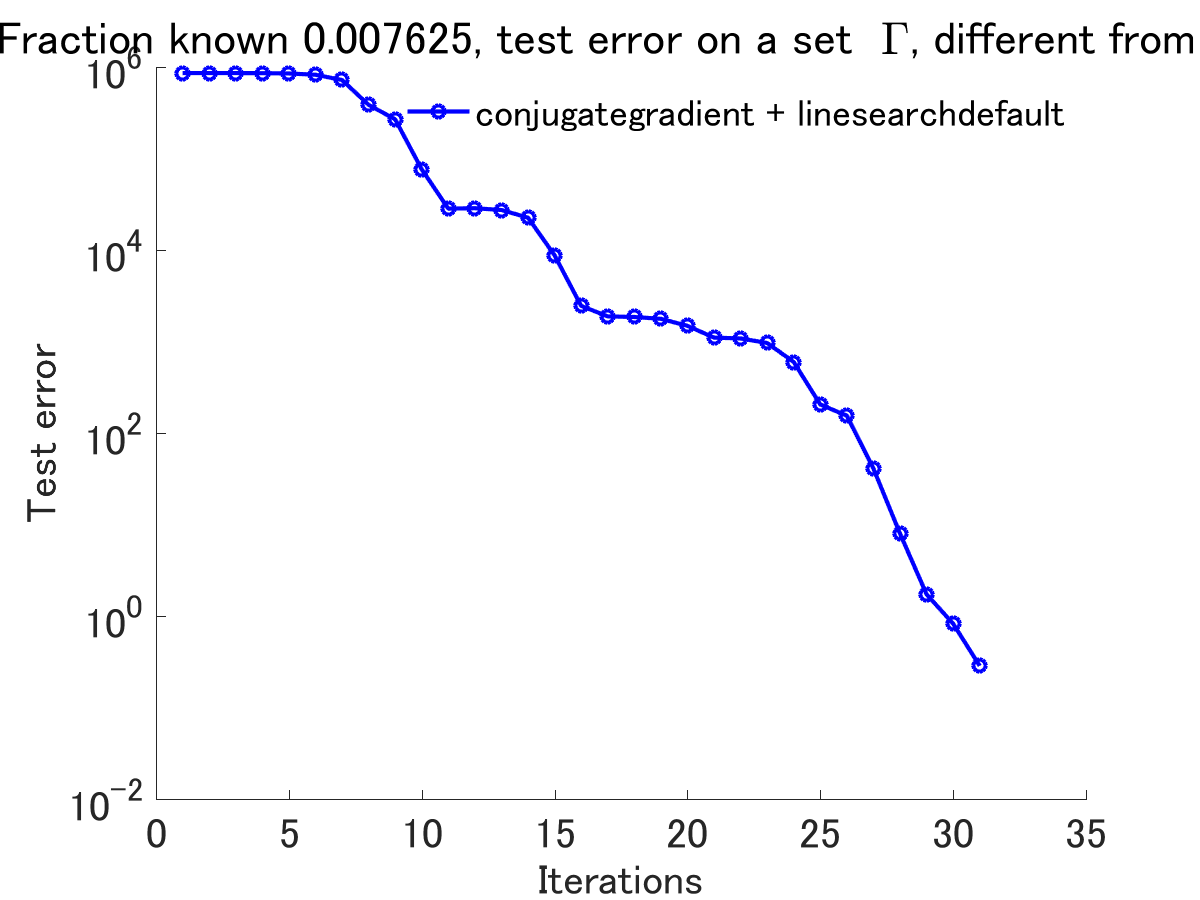 Fraction known 0.007625, test error on a set Γ, different from
conjugategradient + linesearchdefault
10^6
10^4
10^2
10^0
10^−2
Test error
0 5 10 15 20 25 30 35
Iterations